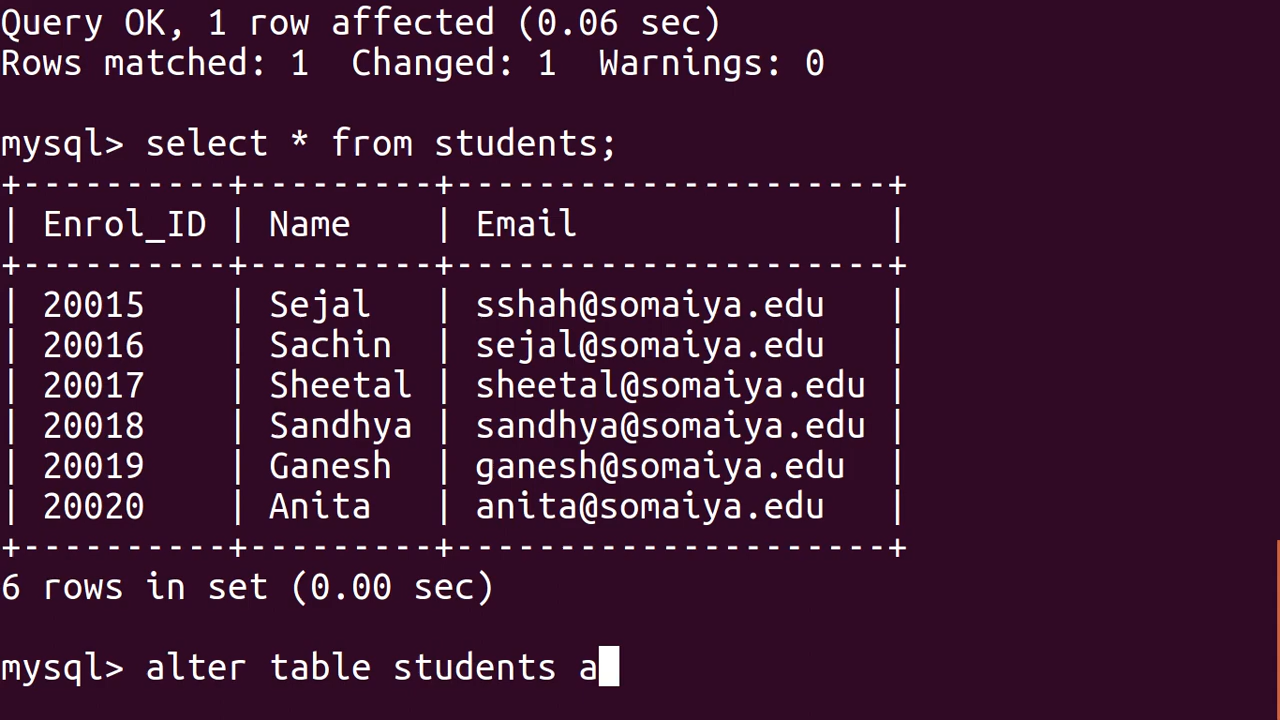 Query OK, 1 row affected (0.06 sec)
Rows matched: 1  Changed: 1  Warnings: 0
mysql> select * from students;
+----------+---------+---------------------+
| Enrol_ID | Name    | Email               |
+----------+---------+---------------------+
| 20015    | Sejal   | sshah@somaiya.edu   |
| 20016    | Sachin  | sejal@somaiya.edu   |
| 20017    | Sheetal | sheetal@somaiya.edu |
| 20018    | Sandhya | sandhya@somaiya.edu |
| 20019    | Ganesh  | ganesh@somaiya.edu  |
| 20020    | Anita   | anita@somaiya.edu   |
+----------+---------+---------------------+
6 rows in set (0.00 sec)
mysql> alter table students a